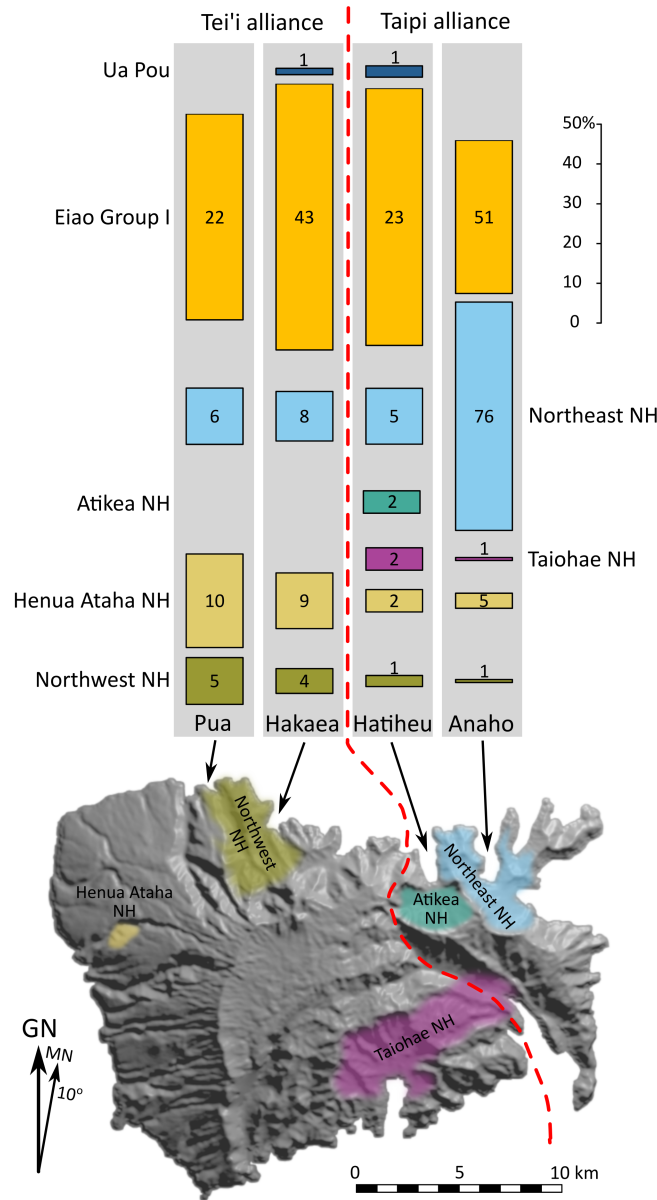 Tei'i alliance
Taipi alliance
Ua Pou
1
1
50%
40
30
20
10
0
Eiao Group I
22
43
23
51
6
8
5
76
Northeast NH
Atikea NH
2
2
1
Taiohae NH
Henua Ataha NH
10
9
2
5
Northwest NH
5
4
1
1
Pua
Hakaea
Hatiheu
Anaho
Northwest
NH
Henua Ataha
NH
Atikea
NH
Northeast NH
Taiohae NH
GN
MN
10°
0
5
10 km